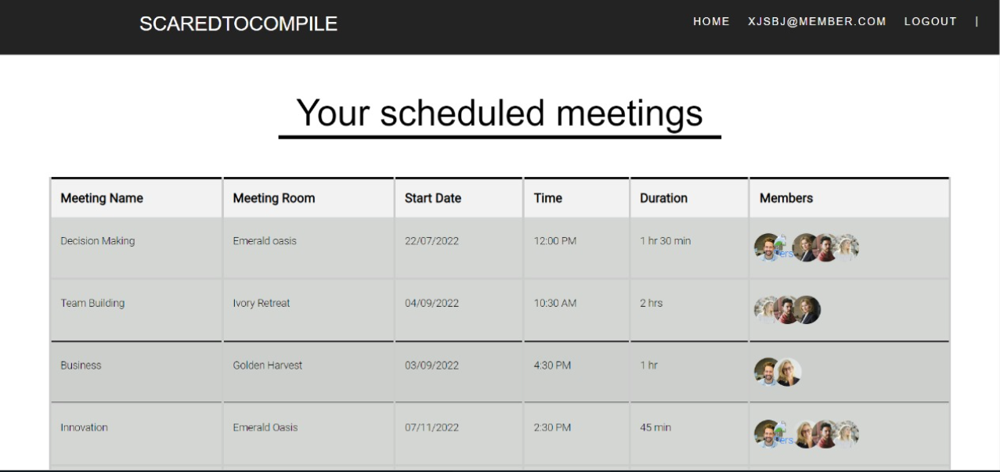 SCAREDTOCOMPILE
HOME XJSBJ@MEMBER.COM LOGOUT |
Your scheduled meetings
Meeting Name Meeting Room Start Date Time Duration Members
Decision Making Emerald oasis 22/07/2022 12:00 PM 1 hr 30 min
Team Building Ivory Retreat 04/09/2022 10:30 AM 2 hrs
Business Golden Harvest 03/09/2022 4:30 PM 1 hr
Innovation Emerald Oasis 07/11/2022 2:30 PM 45 min